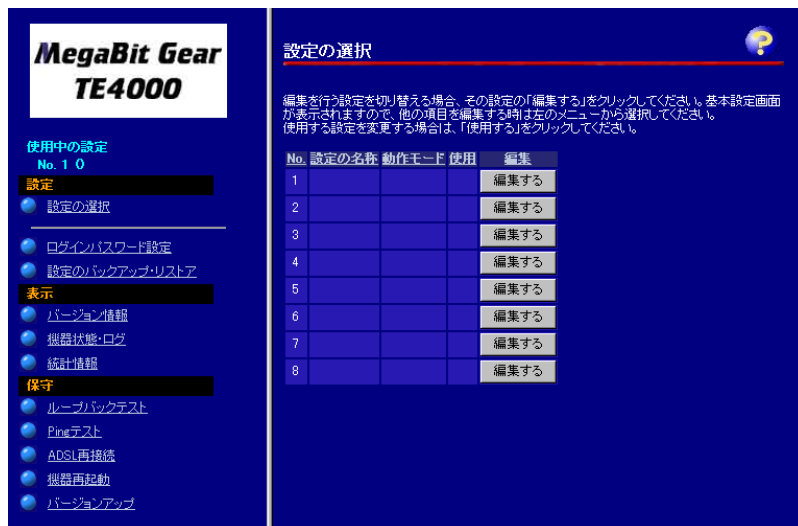 MegaBit Gear
TE4000
使用中の設定
No. 1 0
設定
設定の選択
ログインパスワード設定
設定のバックアップ・リストア
表示
バージョン情報
機器状態・ログ
統計情報
保守
ループバックテスト
Pingテスト
ADSL再接続
機器再起動
バージョンアップ
設定の選択
?
編集を行う設定を切り替える場合、その設定の「編集する」をクリックしてください。基本設定画面
が表示されますので、他の項目を編集する時は左のメニューから選択してください。
使用する設定を変更する場合は、「使用する」をクリックしてください。
No. 設定の名称 動作モード 使用 編集
1 編集する
2 編集する
3 編集する
4 編集する
5 編集する
6 編集する
7 編集する
8 編集する